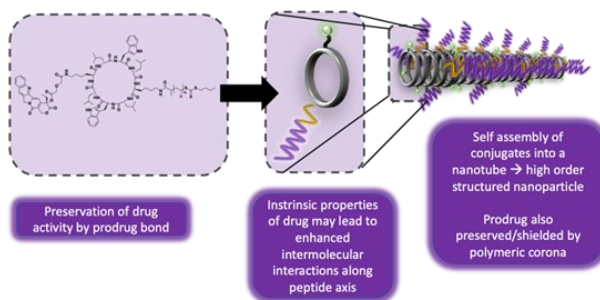 Preservation of drug
activity by prodrug bond
Instrinsic properties
of drug may lead to
enhanced
intermolecular
interactions along
peptide axis
Self assembly of
conjugates into a
nanotube → high order
structured nanoparticle
Prodrug also
preserved/shielded by
polymeric corona